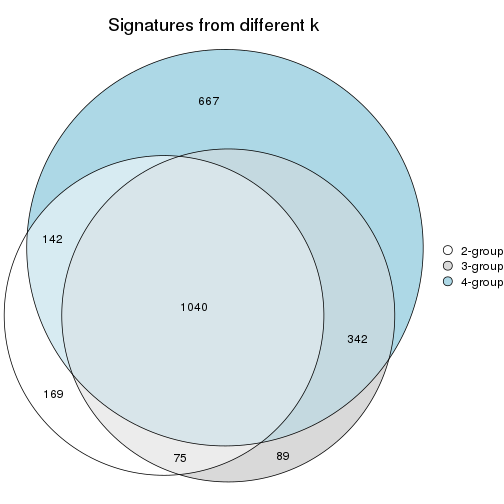 Signatures from different k
667
142
1040
342
169
75
89
2-group
3-group
4-group